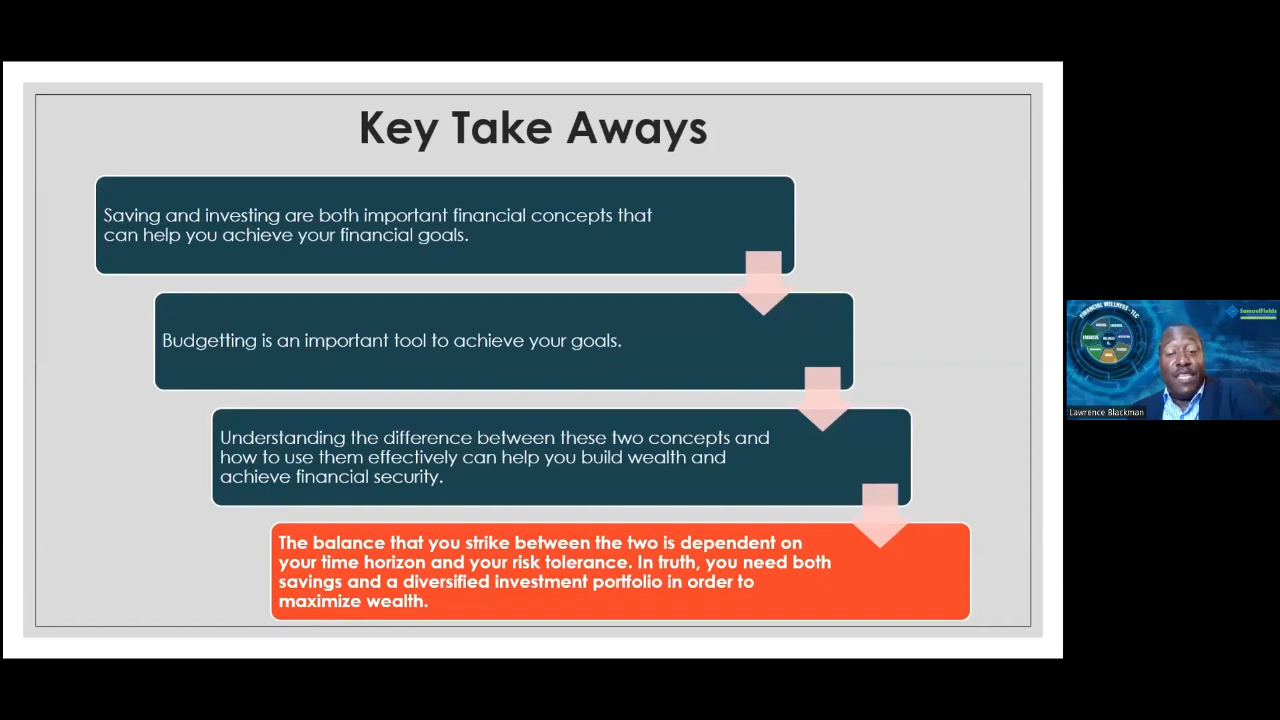 Key Take Aways
Saving and investing are both important financial concepts that
can help you achieve your financial goals.
Budgetting is an important tool to achieve your goals.
Understanding the difference between these two concepts and
how to use them effectively can help you build wealth and
achieve financial security.
The balance that you strike between the two is dependent on
your time horizon and your risk tolerance. In truth, you need both
savings and a diversified investment portfolio in order to
maximize wealth.
FINANCIAL WELLNESS - TLC
SamuelFields
Lawrence Blackman